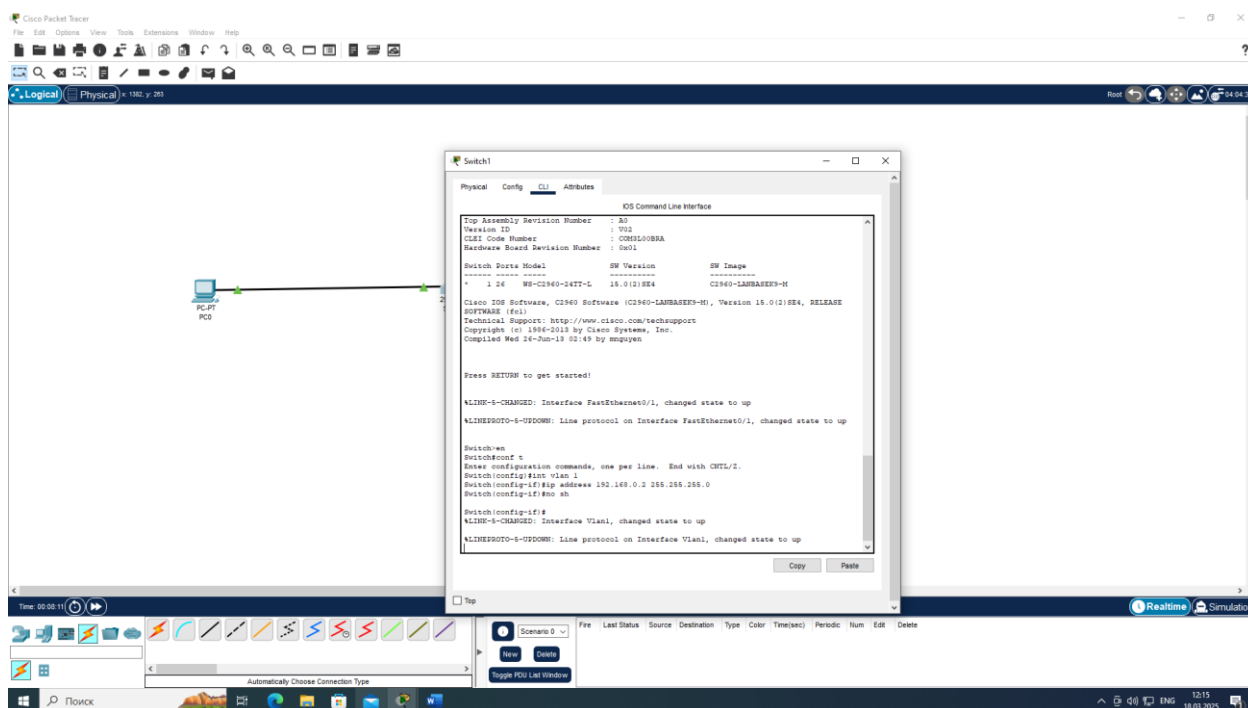 Cisco Packet Tracer
File Edit Options View Tools Extensions Window Help
?
Logical Physical x: 1382, y: 263
Root 04:04:3
PC-PT
PC0
Switch1
Physical Config CLI Attributes
IOS Command Line Interface
Top Assembly Revision Number : A0
Version ID : V02
CLEI Code Number : COM3L00BRA
Hardware Board Revision Number : 0x01
Switch Ports Model SW Version SW Image
------ ----- ----- ---------- ----------
* 1 26 WS-C2960-24TT-L 15.0(2)SE4 C2960-LANBASEK9-M
Cisco IOS Software, C2960 Software (C2960-LANBASEK9-M), Version 15.0(2)SE4, RELEASE
SOFTWARE (fc1)
Technical Support: http://www.cisco.com/techsupport
Copyright (c) 1986-2013 by Cisco Systems, Inc.
Compiled Wed 26-Jun-13 02:49 by mnguyen
Press RETURN to get started!
%LINK-5-CHANGED: Interface FastEthernet0/1, changed state to up
%LINEPROTO-5-UPDOWN: Line protocol on Interface FastEthernet0/1, changed state to up
Switch>en
Switch#conf t
Enter configuration commands, one per line. End with CNTL/Z.
Switch(config)#int vlan 1
Switch(config-if)#ip address 192.168.0.2 255.255.255.0
Switch(config-if)#no sh
Switch(config-if)#
%LINK-5-CHANGED: Interface Vlan1, changed state to up
%LINEPROTO-5-UPDOWN: Line protocol on Interface Vlan1, changed state to up
Copy Paste
Top
Time: 00:08:11
Realtime Simulatio
Scenario 0
New Delete
Toggle PDU List Window
Fire Last Status Source Destination Type Color Time(sec) Periodic Num Edit Delete
Automatically Choose Connection Type
Поиск
ENG
12:15
18.03.2025